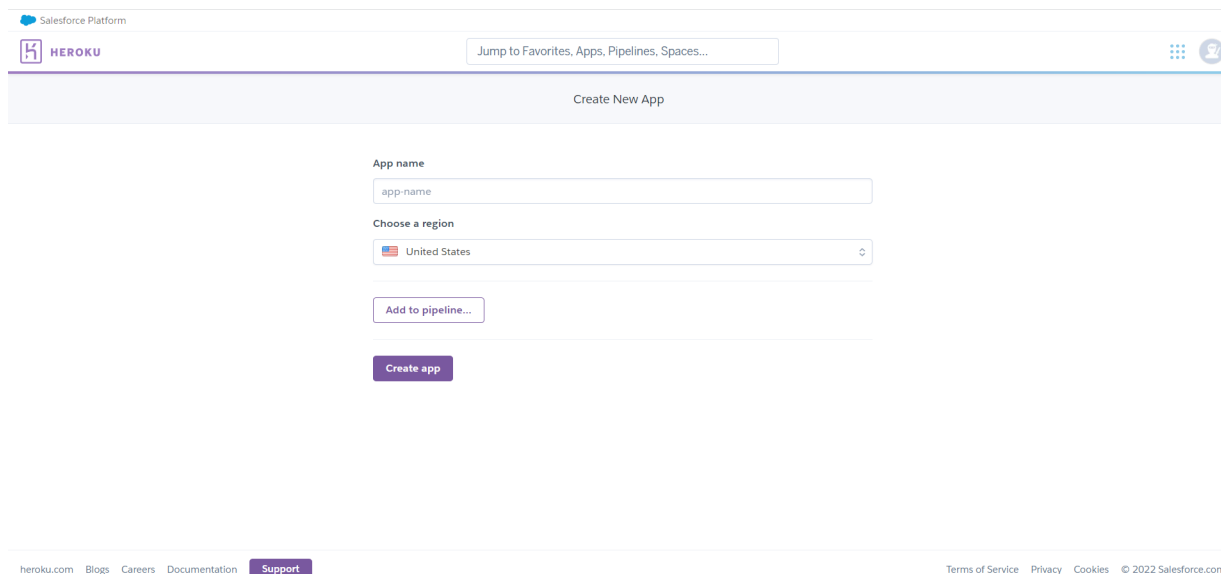 Salesforce Platform
HEROKU
Jump to Favorites, Apps, Pipelines, Spaces...
Create New App
App name
app-name
Choose a region
United States
Add to pipeline...
Create app
heroku.com Blogs Careers Documentation Support
Terms of Service Privacy Cookies © 2022 Salesforce.com